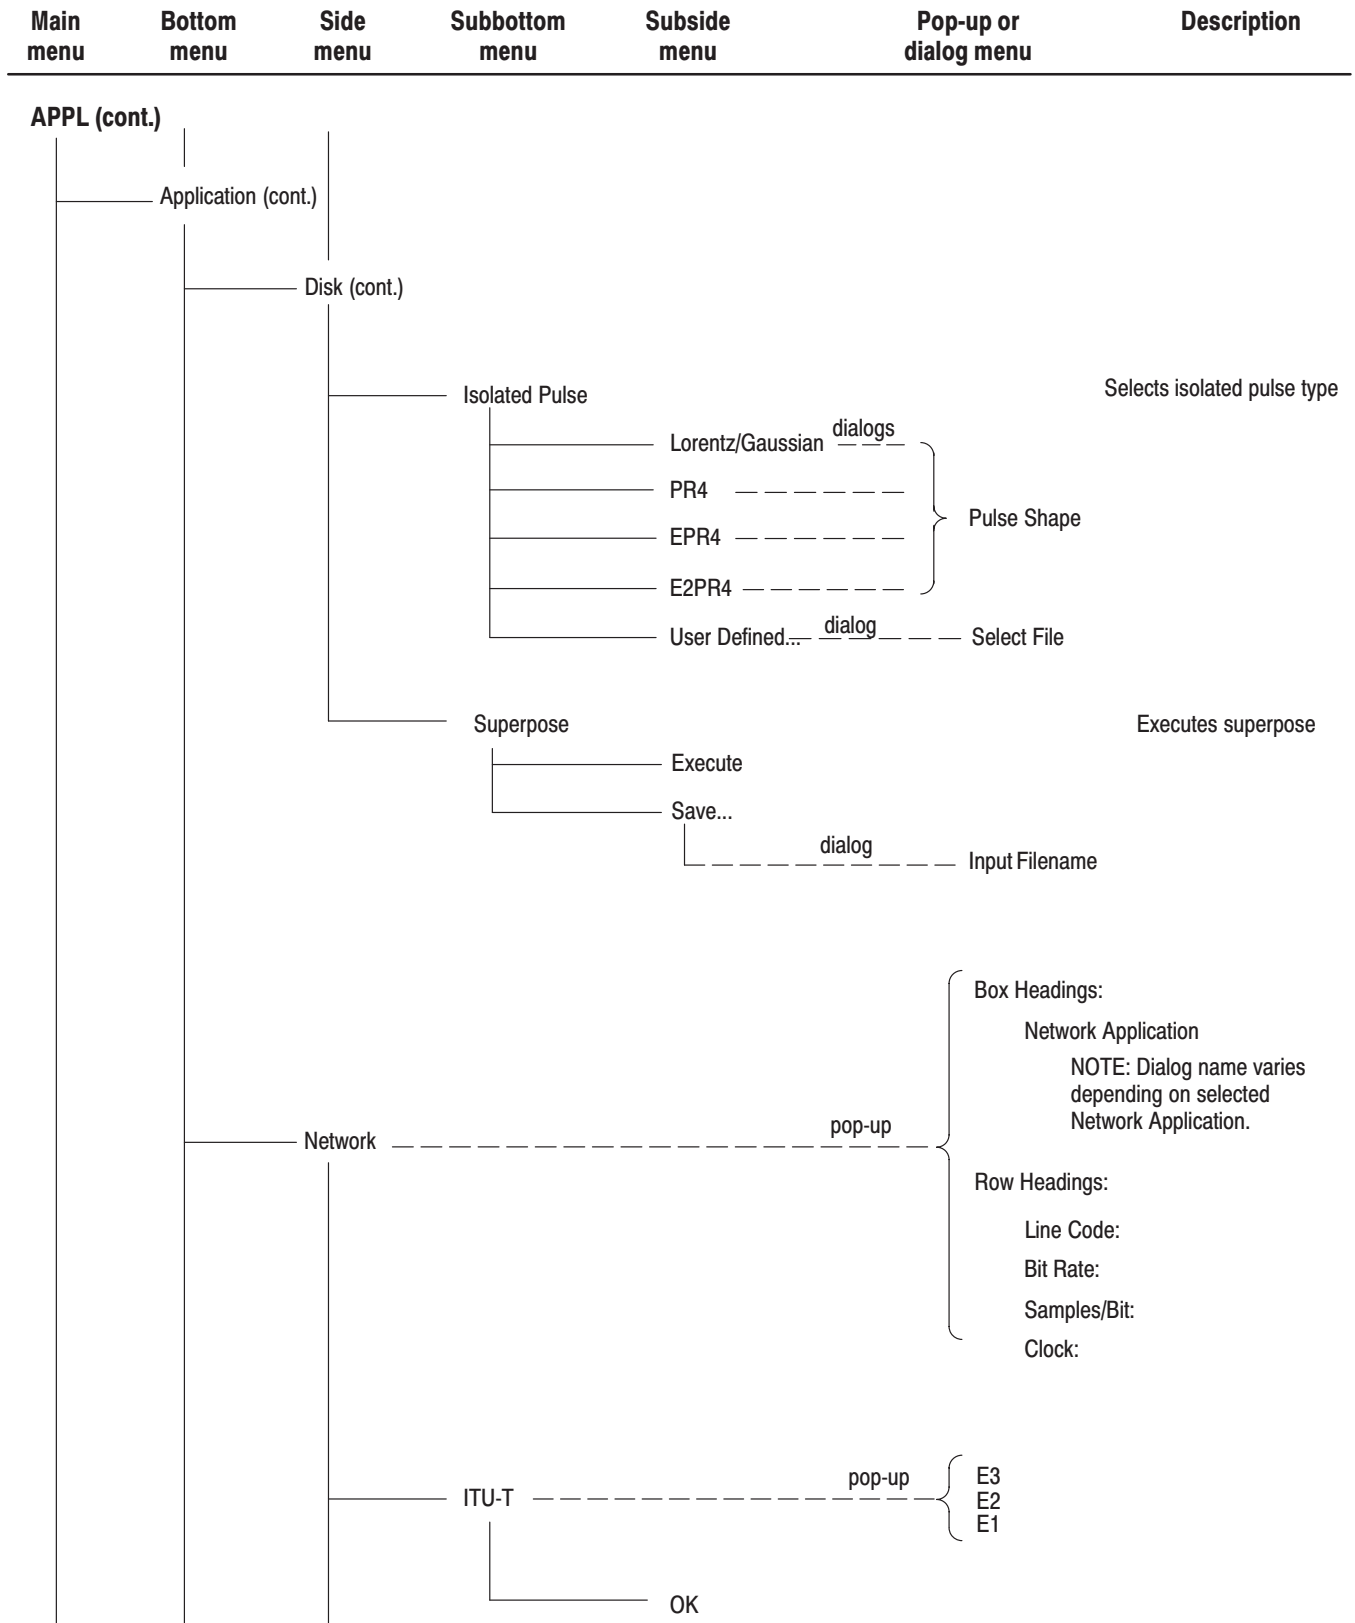 Main menu
Bottom menu
Side menu
Subbottom menu
Subside menu
Pop-up or dialog menu
Description
APPL (cont.)
Application (cont.)
Disk (cont.)
Isolated Pulse
Selects isolated pulse type
Lorentz/Gaussian
dialogs
PR4
Pulse Shape
EPR4
E2PR4
User Defined...
dialog
Select File
Superpose
Executes superpose
Execute
Save...
dialog
Input Filename
Box Headings:
Network Application
NOTE: Dialog name varies
depending on selected
Network Application.
Network
pop-up
Row Headings:
Line Code:
Bit Rate:
Samples/Bit:
Clock:
ITU-T
pop-up
E3
E2
E1
OK